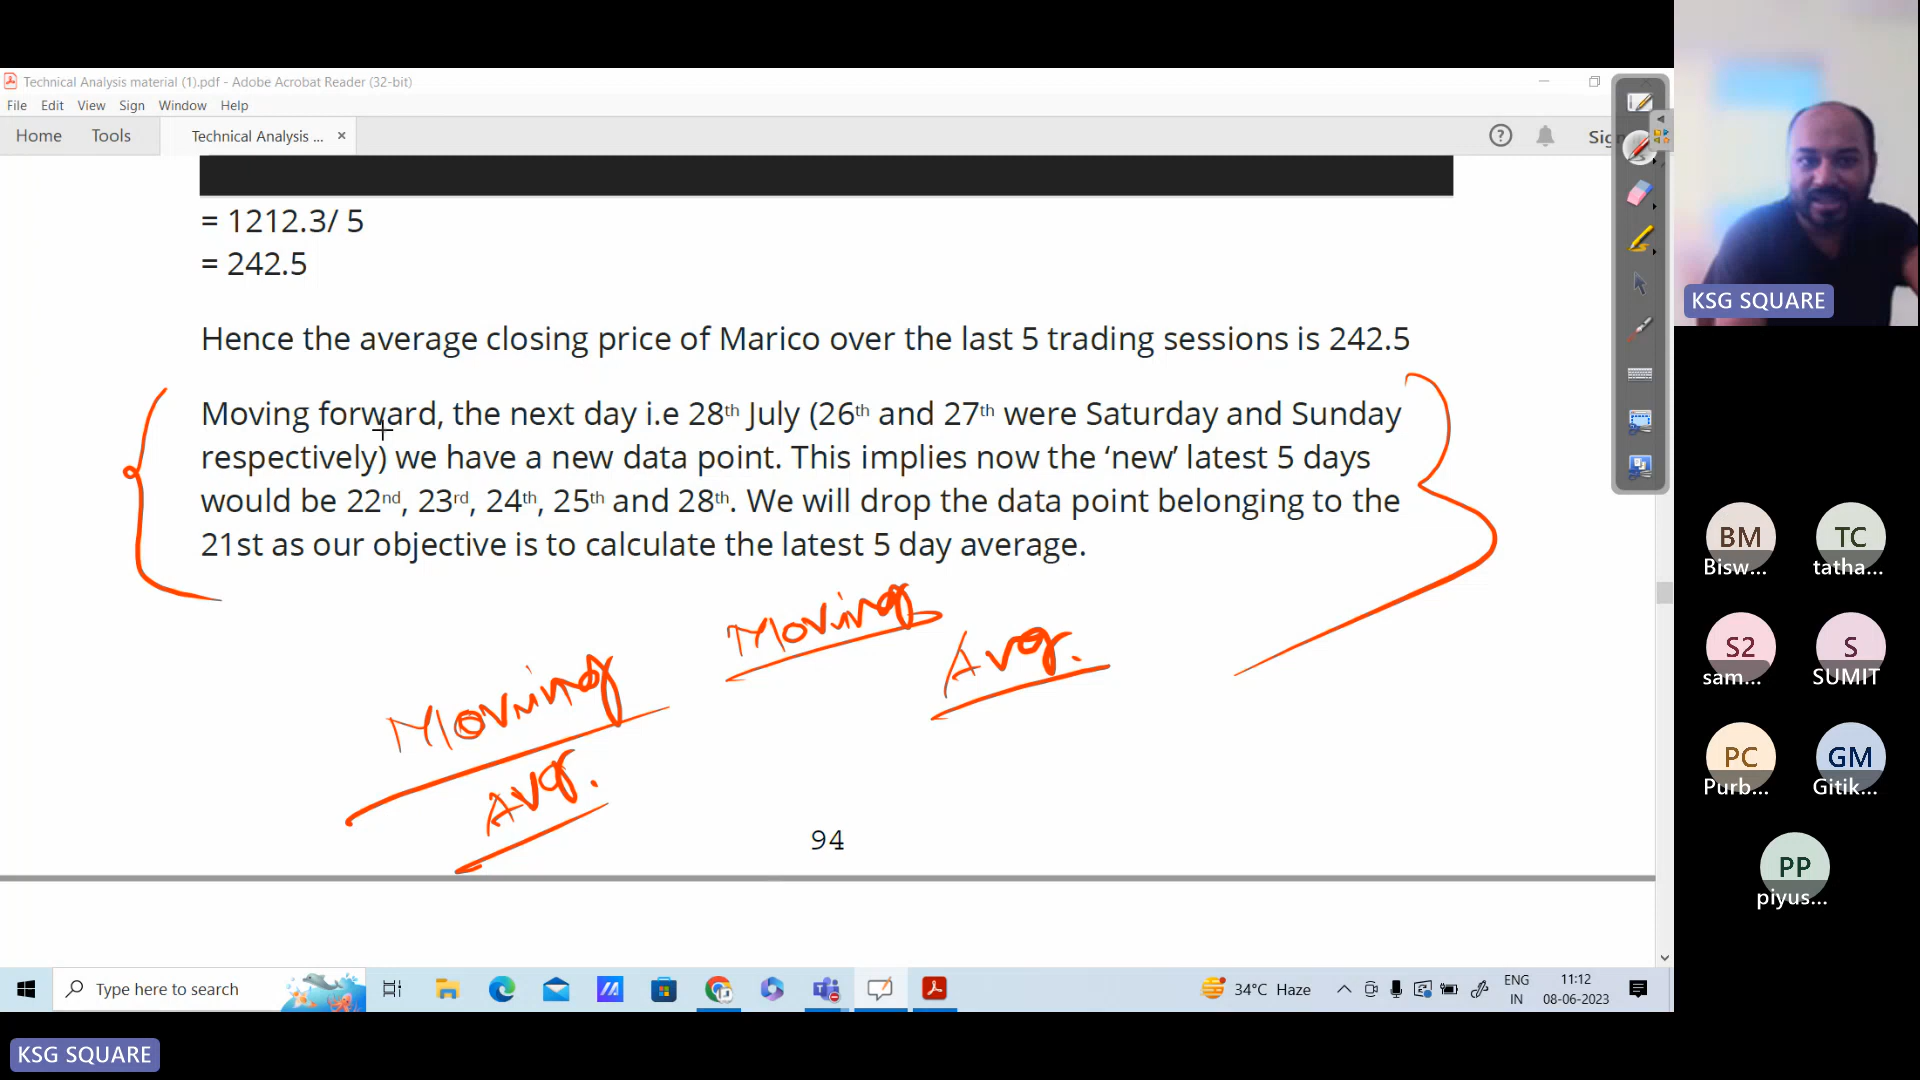 Technical Analysis material (1).pdf - Adobe Acrobat Reader (32-bit)
File Edit View Sign Window Help
Home Tools Technical Analysis ... × Sig
= 1212.3/ 5
= 242.5
Hence the average closing price of Marico over the last 5 trading sessions is 242.5
Moving forward, the next day i.e 28th July (26th and 27th were Saturday and Sunday
respectively) we have a new data point. This implies now the ‘new’ latest 5 days
would be 22nd, 23rd, 24th, 25th and 28th. We will drop the data point belonging to the
21st as our objective is to calculate the latest 5 day average.
Moving
Avg.
Moving
Avg.
94
KSG SQUARE
BM TC
Bisw... tatha...
S2 S
sam... SUMIT
PC GM
Purb... Gitik...
PP
piyus...
Type here to search
34°C Haze
ENG
IN
11:12
08-06-2023
KSG SQUARE